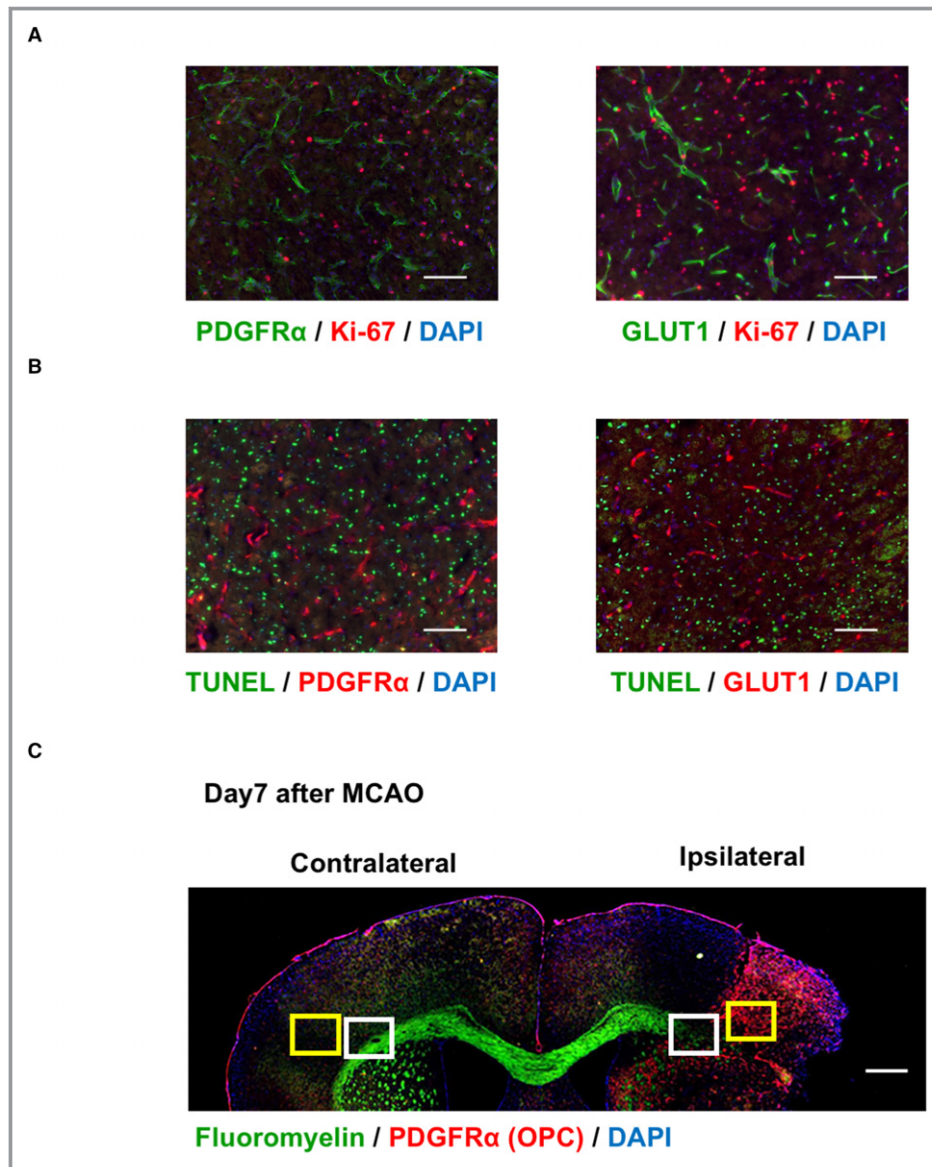 A
PDGFRα / Ki-67 / DAPI
GLUT1 / Ki-67 / DAPI
B
TUNEL / PDGFRα / DAPI
TUNEL / GLUT1 / DAPI
C
Day7 after MCAO
Contralateral
Ipsilateral
Fluoromyelin / PDGFRα (OPC) / DAPI